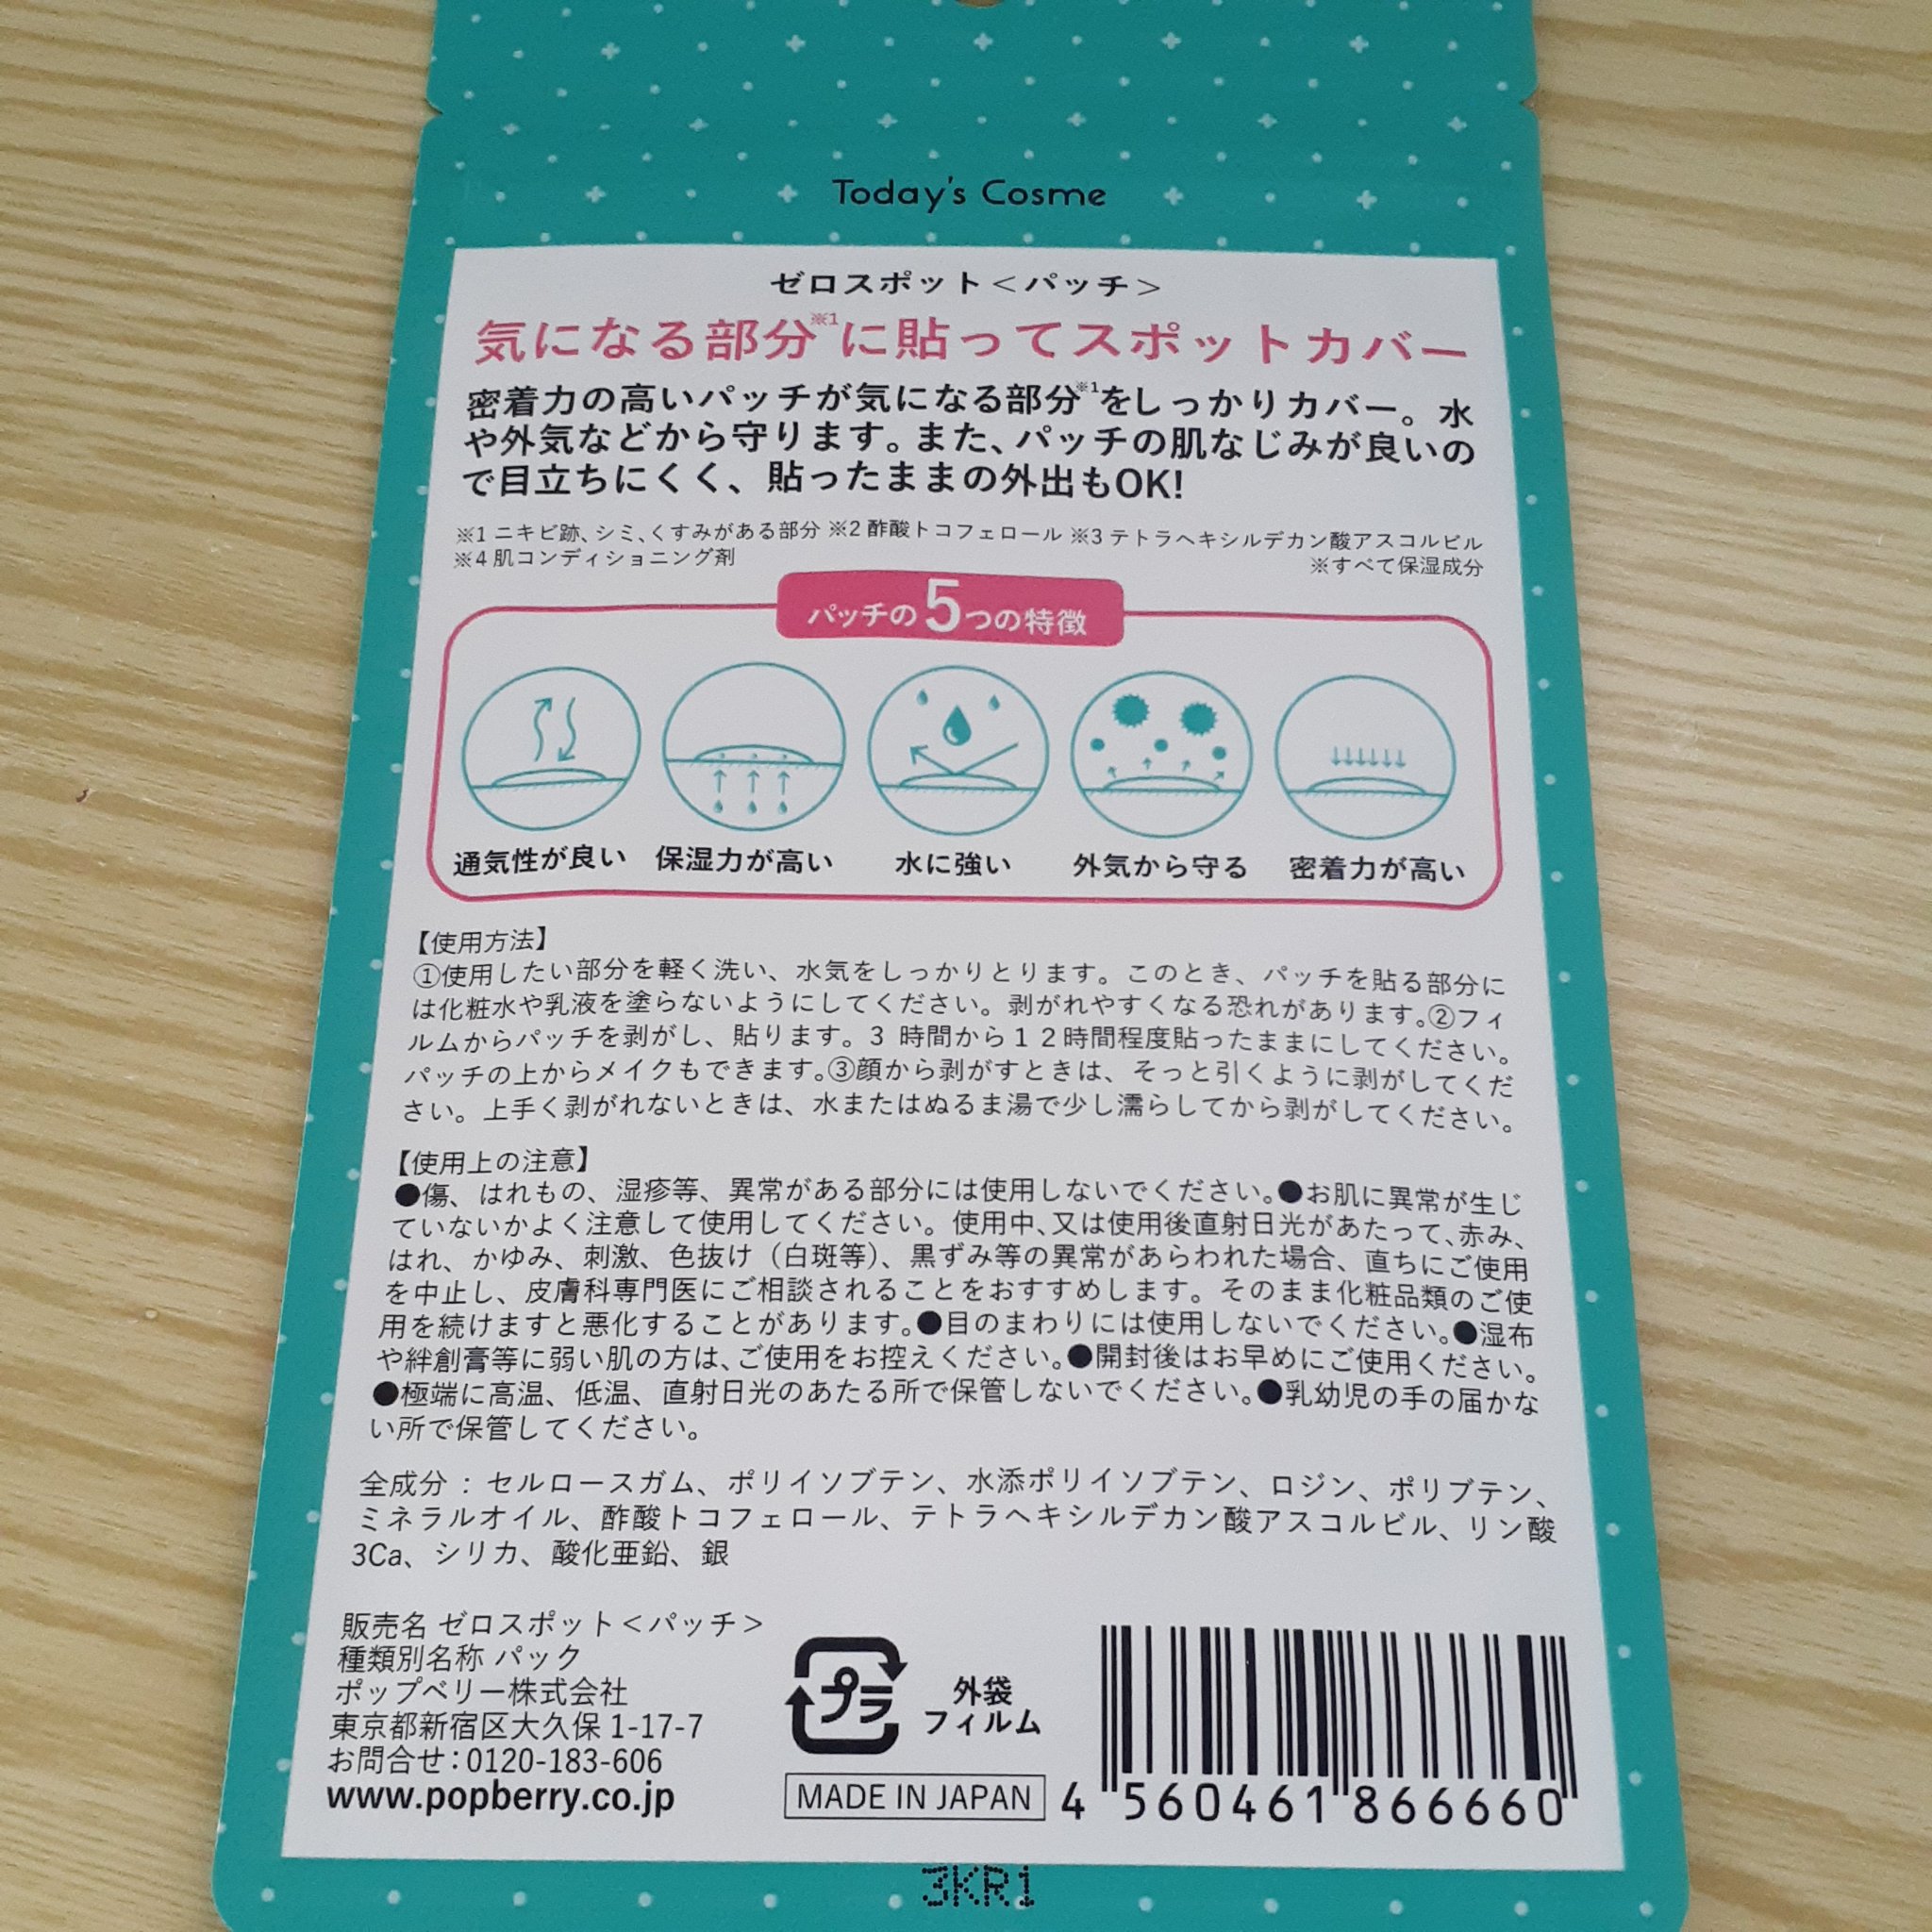 Today's Cosme
ゼロスポット＜パッチ＞
気になる部分※1に貼ってスポットカバー
密着力の高いパッチが気になる部分※1をしっかりカバー。水
や外気などから守ります。また、パッチの肌なじみが良いの
で目立ちにくく、貼ったままの外出もOK!
※1 ニキビ跡、シミ、くすみがある部分 ※2 酢酸トコフェロール ※3 テトラヘキシルデカン酸アスコルビル
※4 肌コンディショニング剤 ※すべて保湿成分
パッチの5つの特徴
通気性が良い 保湿力が高い 水に強い 外気から守る 密着力が高い
【使用方法】
①使用したい部分を軽く洗い、水気をしっかりとります。このとき、パッチを貼る部分に
は化粧水や乳液を塗らないようにしてください。剥がれやすくなる恐れがあります。②フィ
ルムからパッチを剥がし、貼ります。3 時間から12時間程度貼ったままにしてください。
パッチの上からメイクもできます。③顔から剥がすときは、そっと引くように剥がしてくだ
さい。上手く剥がれないときは、水またはぬるま湯で少し濡らしてから剥がしてください。
【使用上の注意】
●傷、はれもの、湿疹等、異常がある部分には使用しないでください。●お肌に異常が生じ
ていないかよく注意して使用してください。使用中、又は使用後直射日光があたって、赤み、
はれ、かゆみ、刺激、色抜け（白斑等）、黒ずみ等の異常があらわれた場合、直ちにご使用
を中止し、皮膚科専門医にご相談されることをおすすめします。そのまま化粧品類のご使
用を続けますと悪化することがあります。●目のまわりには使用しないでください。●湿布
や絆創膏等に弱い肌の方は、ご使用をお控えください。●開封後はお早めにご使用ください。
●極端に高温、低温、直射日光のあたる所で保管しないでください。●乳幼児の手の届かな
い所で保管してください。
全成分：セルロースガム、ポリイソブテン、水添ポリイソブテン、ロジン、ポリブテン、
ミネラルオイル、酢酸トコフェロール、テトラヘキシルデカン酸アスコルビル、リン酸
3Ca、シリカ、酸化亜鉛、銀
販売名 ゼロスポット＜パッチ＞
種類別名称 パック
ポップベリー株式会社
東京都新宿区大久保 1-17-7
お問合せ：0120-183-606
www.popberry.co.jp
プラ
外袋
フィルム
MADE IN JAPAN
4 560461 866660
3KR1